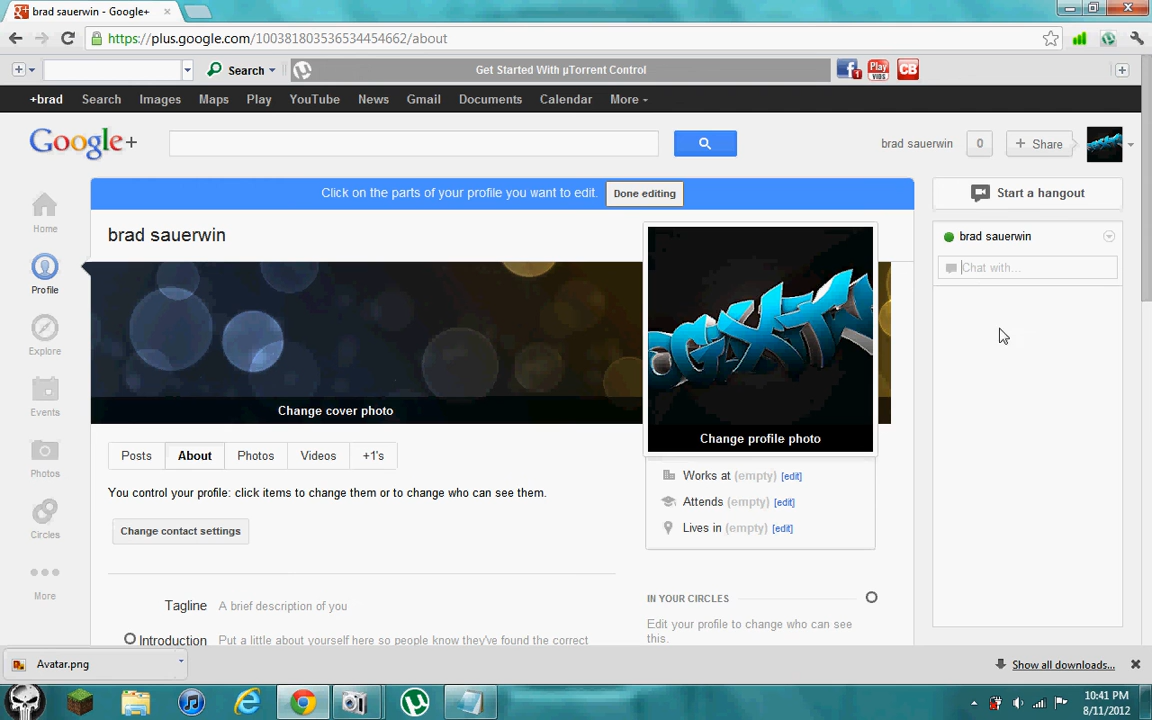 brad sauerwin - Google+
https://plus.google.com/100381803536534454662/about
Search
Get Started With µTorrent Control
1
Play
VIDS
CB
+brad Search Images Maps Play YouTube News Gmail Documents Calendar More
Google+
brad sauerwin
0
+ Share
Click on the parts of your profile you want to edit.
Done editing
Start a hangout
Home
Profile
Explore
Events
Photos
Circles
More
brad sauerwin
Change cover photo
OGXTN
Change profile photo
brad sauerwin
Chat with...
Posts About Photos Videos +1's
You control your profile: click items to change them or to change who can see them.
Change contact settings
Works at (empty) [edit]
Attends (empty) [edit]
Lives in (empty) [edit]
Tagline A brief description of you
Introduction Put a little about yourself here so people know they've found the correct
IN YOUR CIRCLES
Edit your profile to change who can see
this.
Avatar.png
Show all downloads...
10:41 PM
8/11/2012